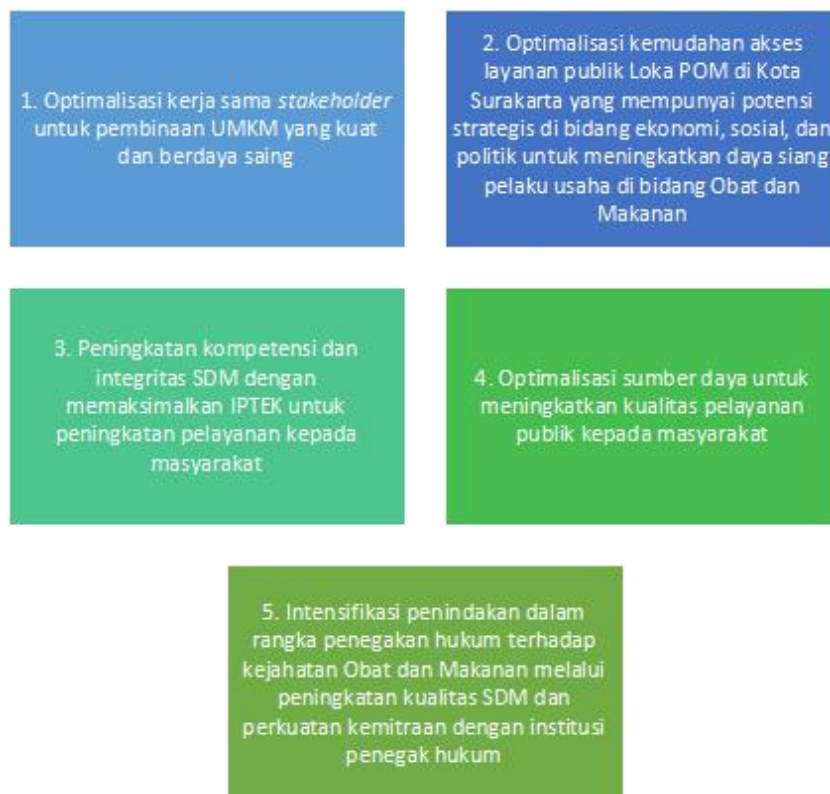 1. Optimalisasi kerja sama stakeholder
untuk pembinaan UMKM yang kuat
dan berdaya saing
2. Optimalisasi kemudahan akses
layanan publik Loka POM di Kota
Surakarta yang mempunyai potensi
strategis di bidang ekonomi, sosial, dan
politik untuk meningkatkan daya siang
pelaku usaha di bidang Obat dan
Makanan
3. Peningkatan kompetensi dan
integritas SDM dengan
memaksimalkan IPTEK untuk
peningkatan pelayanan kepada
masyarakat
4. Optimalisasi sumber daya untuk
meningkatkan kualitas pelayanan
publik kepada masyarakat
5. Intensifikasi penindakan dalam
rangka penegakan hukum terhadap
kejahatan Obat dan Makanan melalui
peningkatan kualitas SDM dan
perkuatan kemitraan dengan institusi
penegak hukum